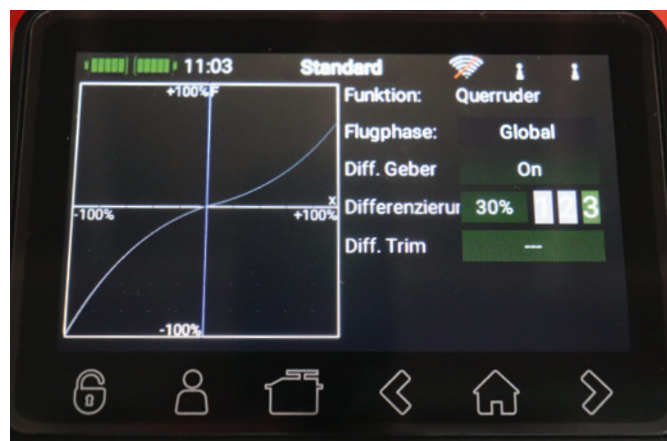 11:03 Standard
+100% F
-100%
X
+100%
-100%
Funktion: Querruder
Flugphase: Global
Diff. Geber On
Differenzierur 30% 1 2 3
Diff. Trim ---